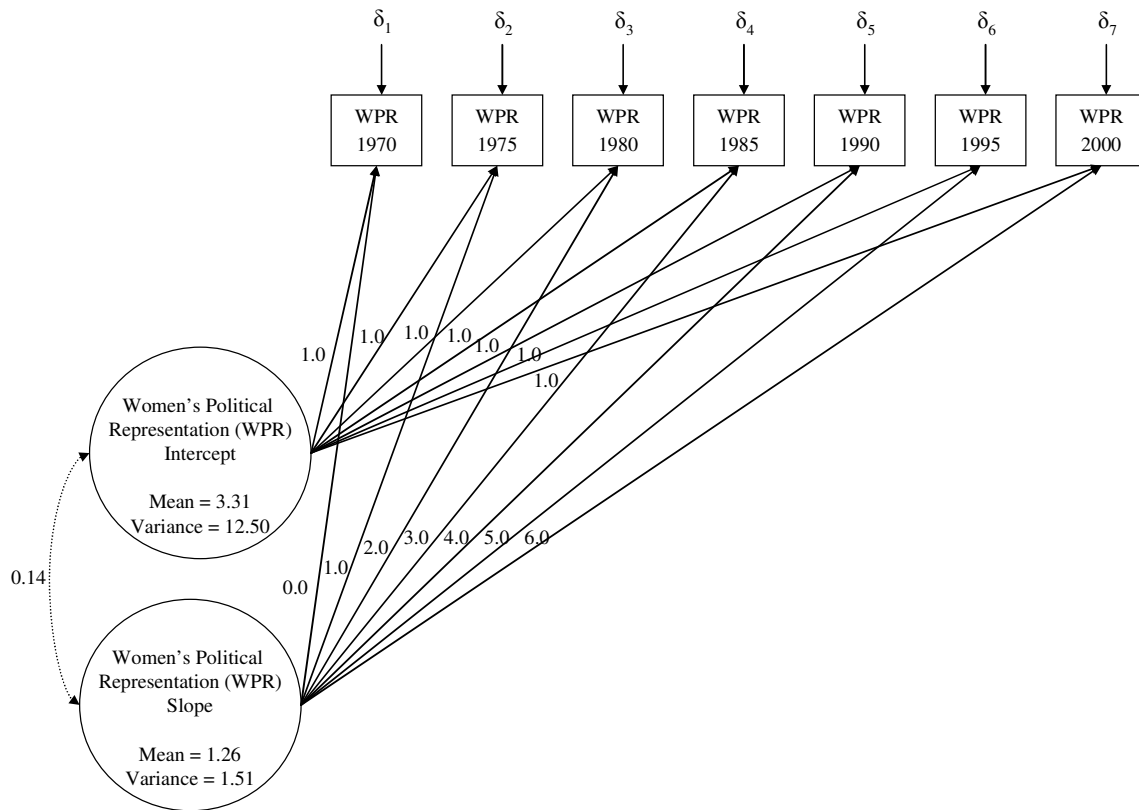 δ1 δ2 δ3 δ4 δ5 δ6 δ7
WPR WPR WPR WPR WPR WPR WPR
1970 1975 1980 1985 1990 1995 2000
1.0 1.0 1.0 1.0 1.0 1.0 1.0
Women’s Political
Representation (WPR)
Intercept
Mean = 3.31
Variance = 12.50
0.14
0.0 1.0 2.0 3.0 4.0 5.0 6.0
Women’s Political
Representation (WPR)
Slope
Mean = 1.26
Variance = 1.51